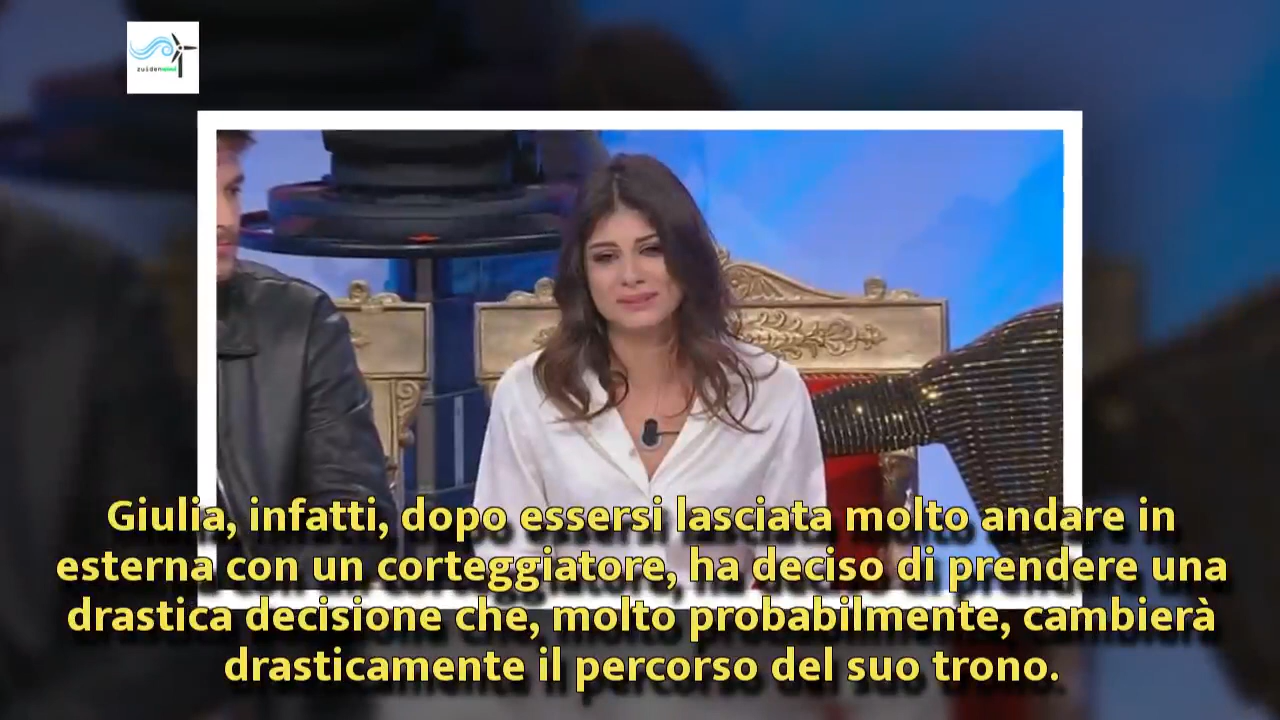 zuidenwind
Giulia, infatti, dopo essersi lasciata molto andare in
esterna con un corteggiatore, ha deciso di prendere una
drastica decisione che, molto probabilmente, cambierà
drasticamente il percorso del suo trono.